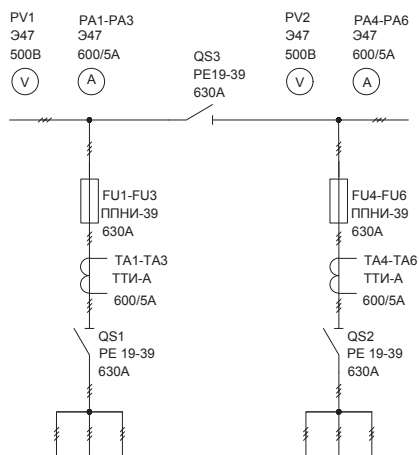 PV1
Э47
500В
V
PA1-PA3
Э47
600/5А
A
QS3
РЕ19-39
630А
PV2
Э47
500В
V
PA4-PA6
Э47
600/5А
A
FU1-FU3
ППНИ-39
630А
TA1-TA3
ТТИ-А
600/5А
QS1
РЕ 19-39
630А
FU4-FU6
ППНИ-39
630А
TA4-TA6
ТТИ-А
600/5А
QS2
РЕ 19-39
630А